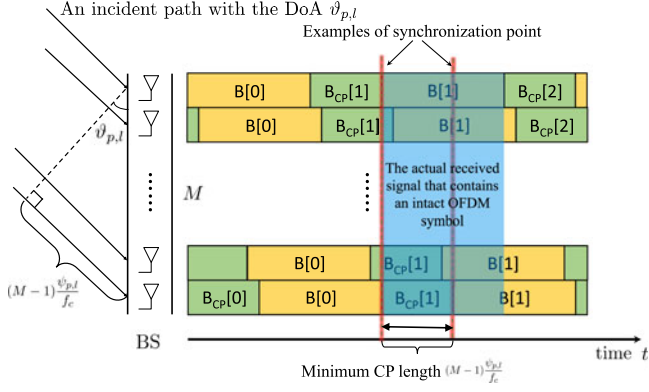 An incident path with the DoA ϑ_{p,l}
Examples of synchronization point
B[0] B_CP[1] B[1] B_CP[2]
B[0] B_CP[1] B[1] B_CP[2]
ϑ_{p,l}
The actual received
signal that contains
an intact OFDM
symbol
M
B[0] B_CP[1] B[1]
B_CP[0] B[0] B_CP[1] B[1]
(M − 1) ψ_{p,l}/f_c
BS
time t
Minimum CP length (M − 1) ψ_{p,l}/f_c